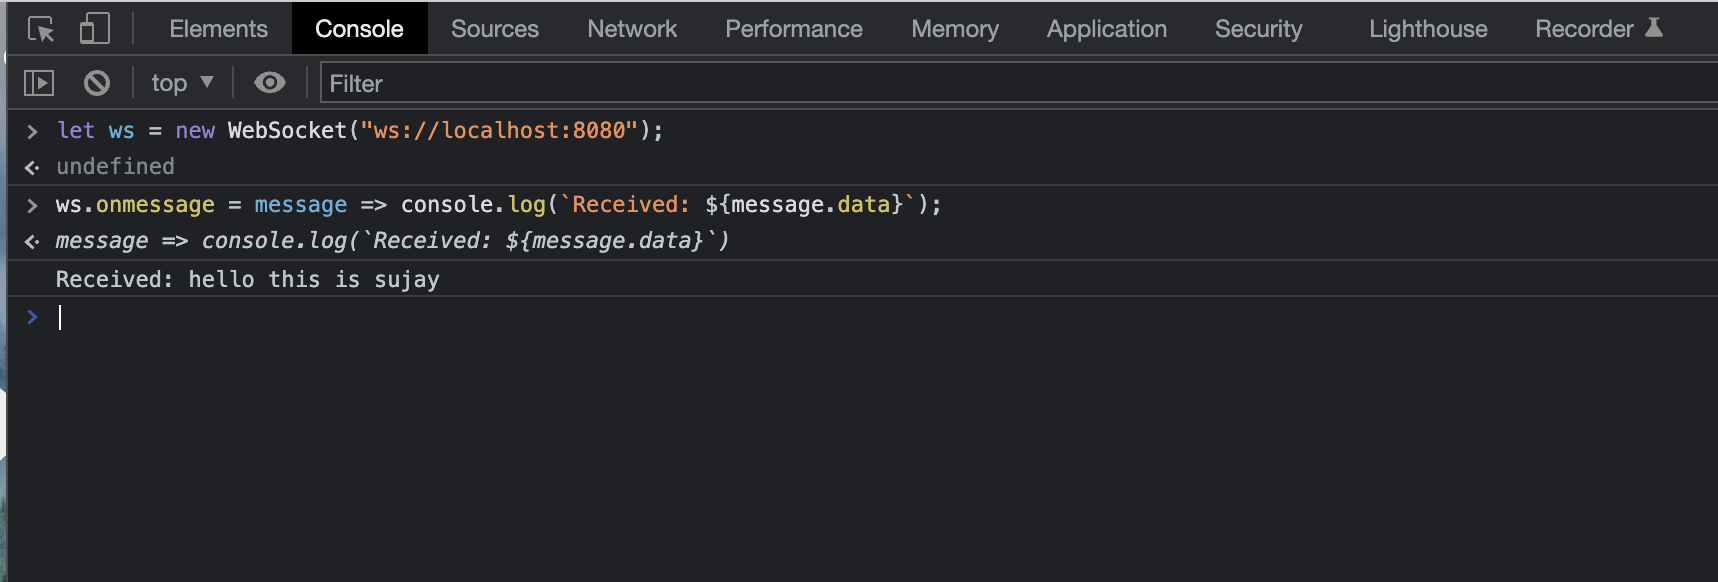 Elements Console Sources Network Performance Memory Application Security Lighthouse Recorder
top Filter
let ws = new WebSocket("ws://localhost:8080");
undefined
ws.onmessage = message => console.log(`Received: ${message.data}`);
message => console.log(`Received: ${message.data}`)
Received: hello this is sujay